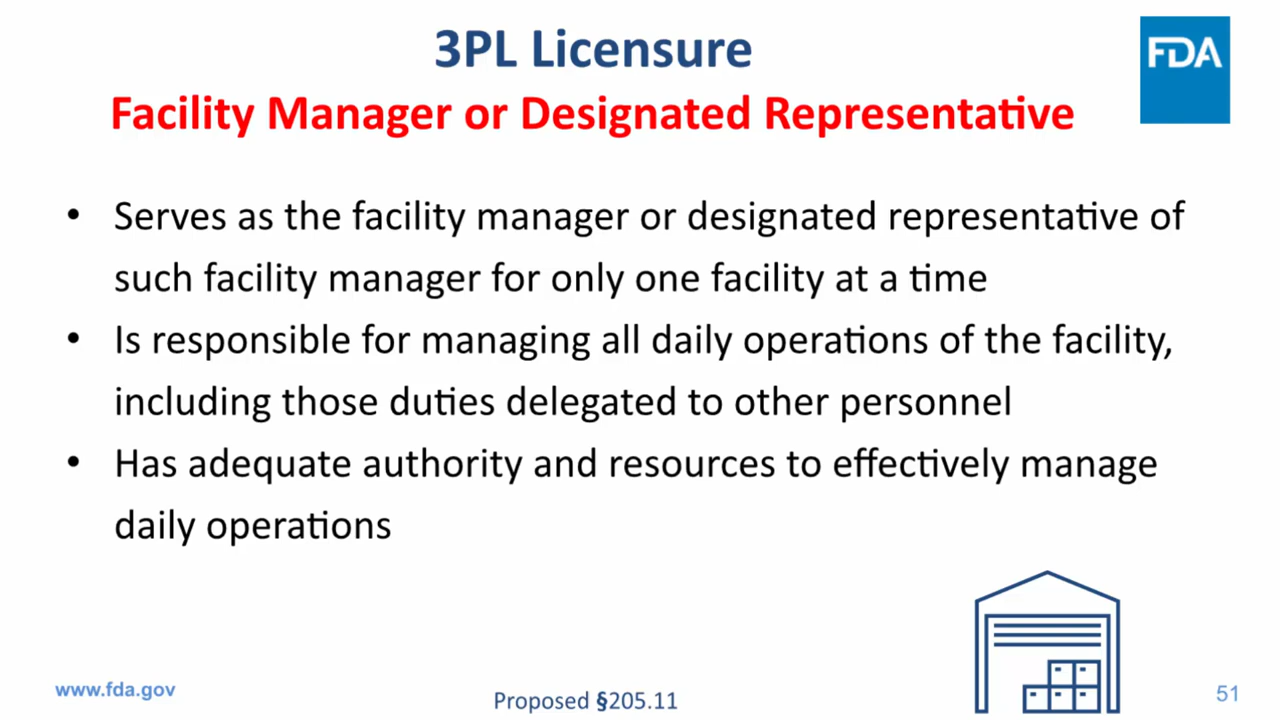 3PL Licensure
FDA
Facility Manager or Designated Representative
• Serves as the facility manager or designated representative of
such facility manager for only one facility at a time
• Is responsible for managing all daily operations of the facility,
including those duties delegated to other personnel
• Has adequate authority and resources to effectively manage
daily operations
www.fda.gov
Proposed §205.11
51